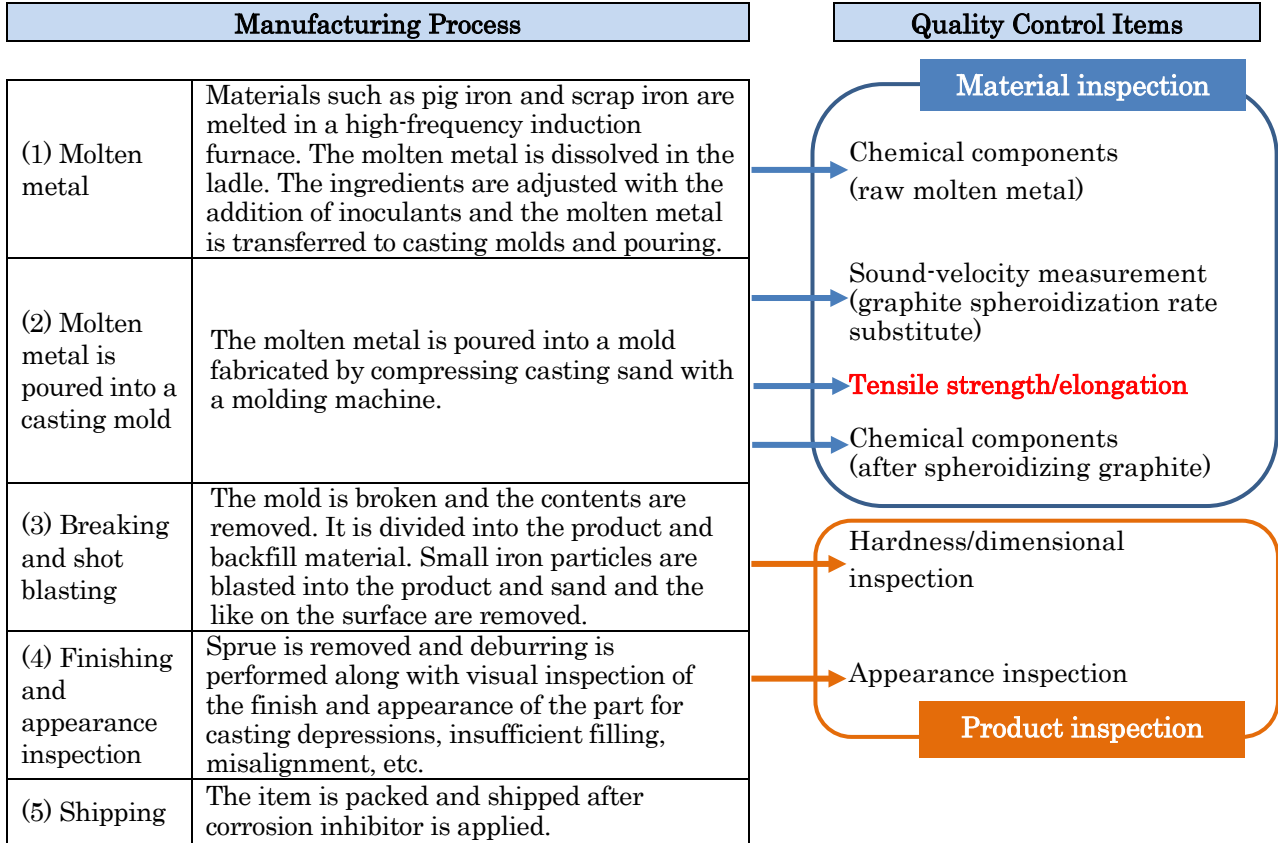 Manufacturing Process
Quality Control Items
(1) Molten
metal
Materials such as pig iron and scrap iron are
melted in a high-frequency induction
furnace. The molten metal is dissolved in the
ladle. The ingredients are adjusted with the
addition of inoculants and the molten metal
is transferred to casting molds and pouring.
(2) Molten
metal is
poured into a
casting mold
The molten metal is poured into a mold
fabricated by compressing casting sand with
a molding machine.
(3) Breaking
and shot
blasting
The mold is broken and the contents are
removed. It is divided into the product and
backfill material. Small iron particles are
blasted into the product and sand and the
like on the surface are removed.
(4) Finishing
and
appearance
inspection
Sprue is removed and deburring is
performed along with visual inspection of
the finish and appearance of the part for
casting depressions, insufficient filling,
misalignment, etc.
(5) Shipping
The item is packed and shipped after
corrosion inhibitor is applied.
Material inspection
Chemical components
(raw molten metal)
Sound-velocity measurement
(graphite spheroidization rate
substitute)
Tensile strength/elongation
Chemical components
(after spheroidizing graphite)
Hardness/dimensional
inspection
Appearance inspection
Product inspection